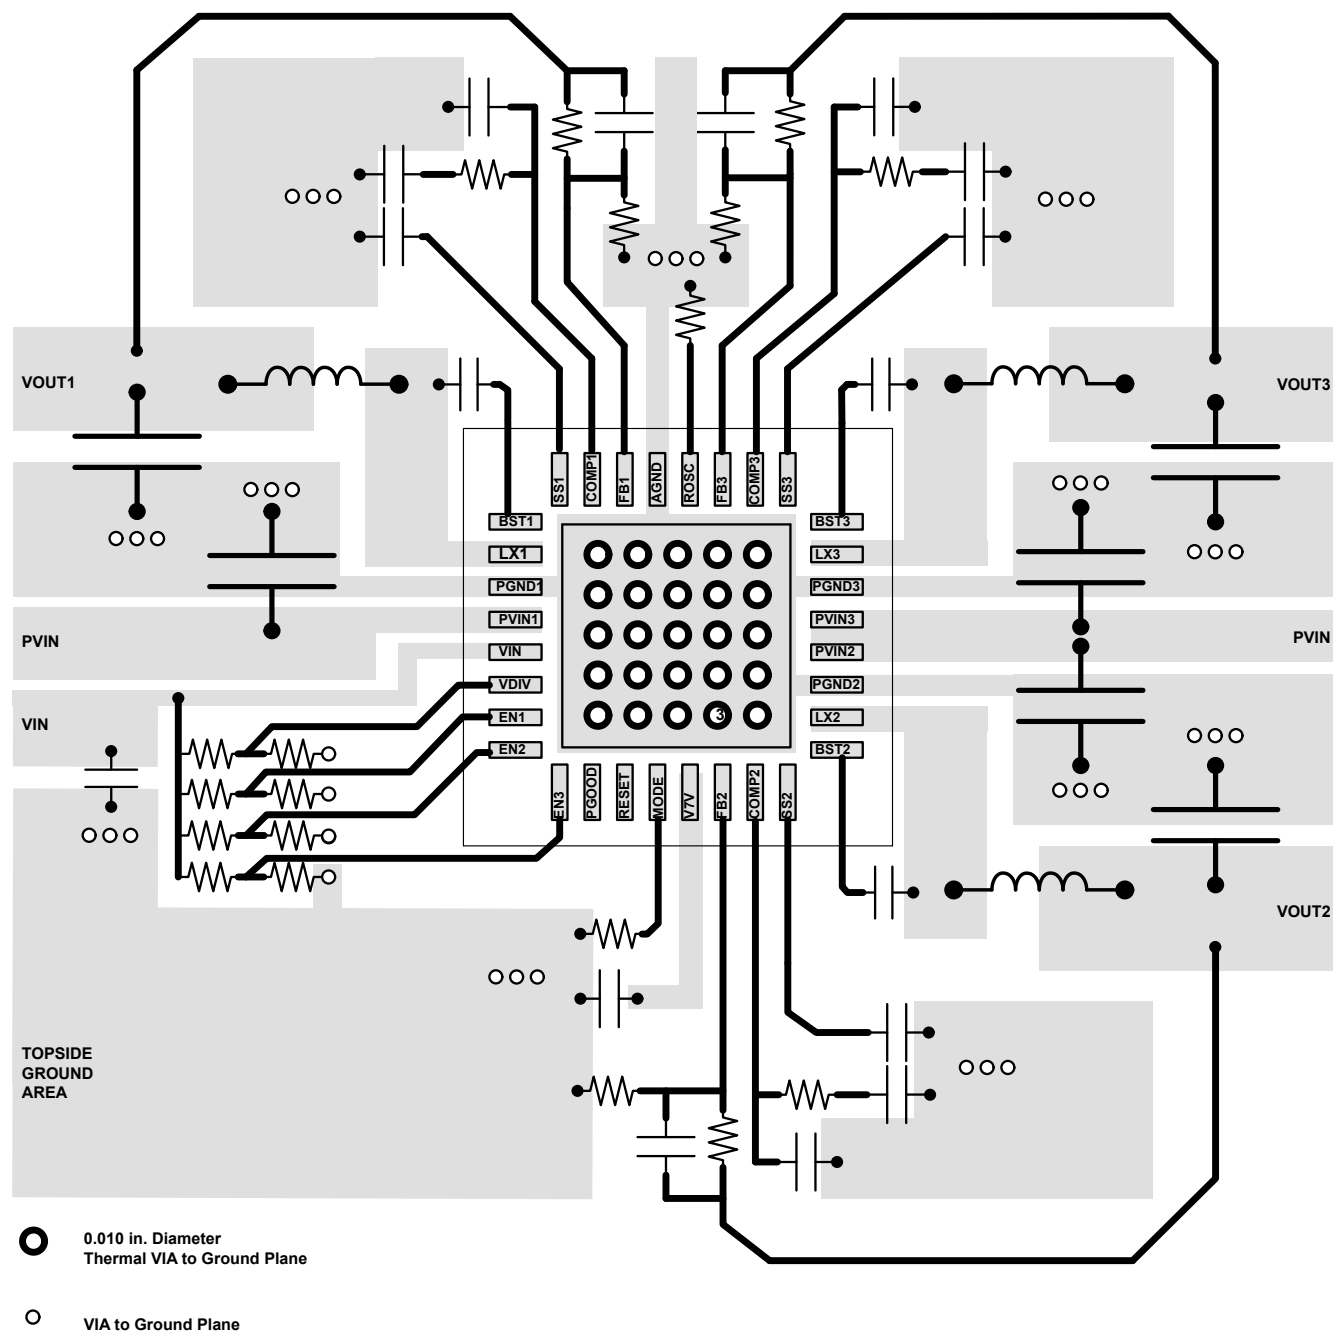 VOUT1
VOUT3
SS1
COMP1
FB1
AGND
ROSC
FB3
COMP3
SS3
BST1
BST3
LX1
LX3
PGND1
PGND3
PVIN1
PVIN3
PVIN
PVIN
VIN
PVIN2
VDIV
PGND2
VIN
EN1
3
LX2
EN2
BST2
EN3
PGOOD
RESET
MODE
V7V
FB2
COMP2
SS2
VOUT2
TOPSIDE
GROUND
AREA
0.010 in. Diameter
Thermal VIA to Ground Plane
VIA to Ground Plane